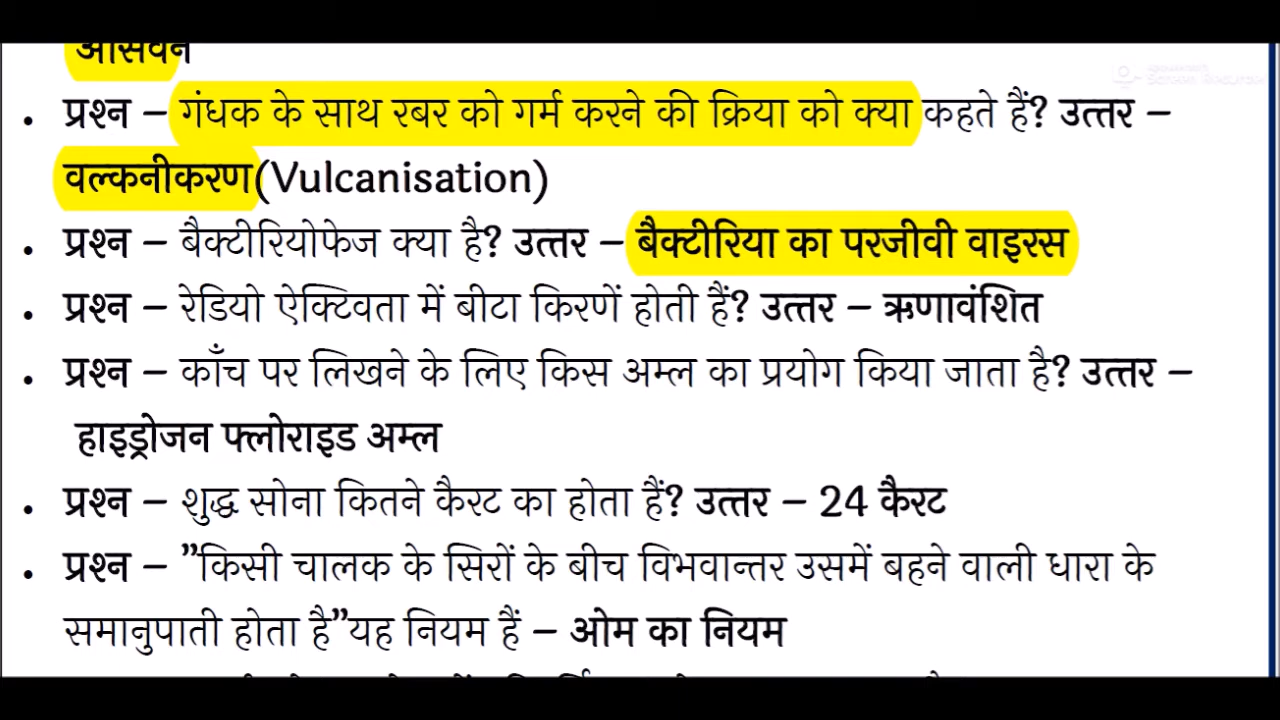 आसवन
• प्रश्न – गंधक के साथ रबर को गर्म करने की क्रिया को क्या कहते हैं? उत्तर –
वल्कनीकरण(Vulcanisation)
• प्रश्न – बैक्टीरियोफेज क्या है? उत्तर – बैक्टीरिया का परजीवी वाइरस
• प्रश्न – रेडियो ऐक्टिवता में बीटा किरणें होती हैं? उत्तर – ऋणावंशित
• प्रश्न – काँच पर लिखने के लिए किस अम्ल का प्रयोग किया जाता है? उत्तर –
हाइड्रोजन फ्लोराइड अम्ल
• प्रश्न – शुद्ध सोना कितने कैरट का होता हैं? उत्तर – 24 कैरट
• प्रश्न – ”किसी चालक के सिरों के बीच विभवान्तर उसमें बहने वाली धारा के
समानुपाती होता है”यह नियम हैं – ओम का नियम